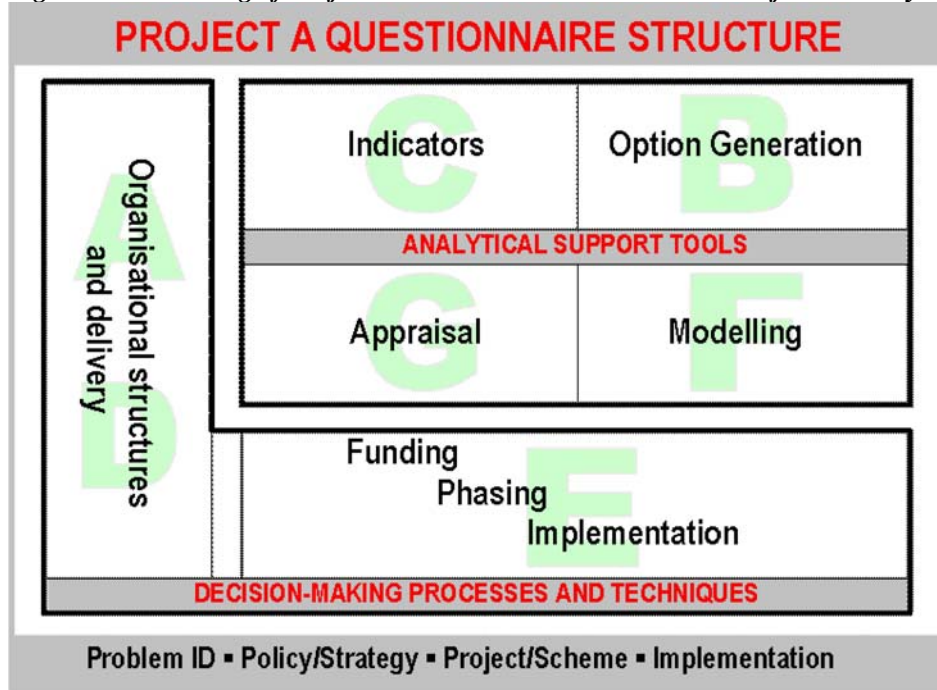 PROJECT A QUESTIONNAIRE STRUCTURE
A
D
Organisational structures
and delivery
C
Indicators
B
Option Generation
ANALYTICAL SUPPORT TOOLS
G
Appraisal
F
Modelling
E
Funding
Phasing
Implementation
DECISION-MAKING PROCESSES AND TECHNIQUES
Problem ID ▪ Policy/Strategy ▪ Project/Scheme ▪ Implementation